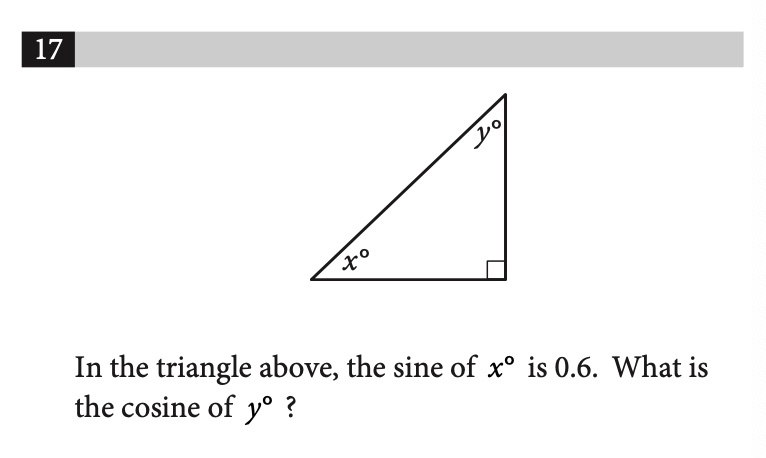 17
y°
x°
In the triangle above, the sine of x° is 0.6. What is
the cosine of y° ?